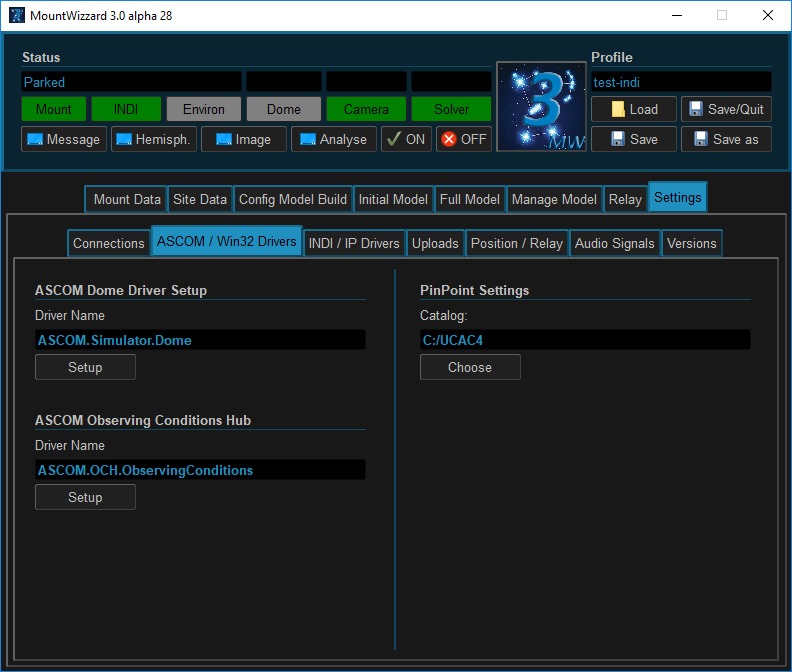 MountWizzard 3.0 alpha 28
Status
Profile
Parked
test-indi
Mount INDI Environ Dome Camera Solver
3
MW
Load Save/Quit
Message Hemisph. Image Analyse ON OFF
Save Save as
Mount Data Site Data Config Model Build Initial Model Full Model Manage Model Relay Settings
Connections ASCOM / Win32 Drivers INDI / IP Drivers Uploads Position / Relay Audio Signals Versions
ASCOM Dome Driver Setup
Driver Name
ASCOM.Simulator.Dome
Setup
ASCOM Observing Conditions Hub
Driver Name
ASCOM.OCH.ObservingConditions
Setup
PinPoint Settings
Catalog:
C:/UCAC4
Choose